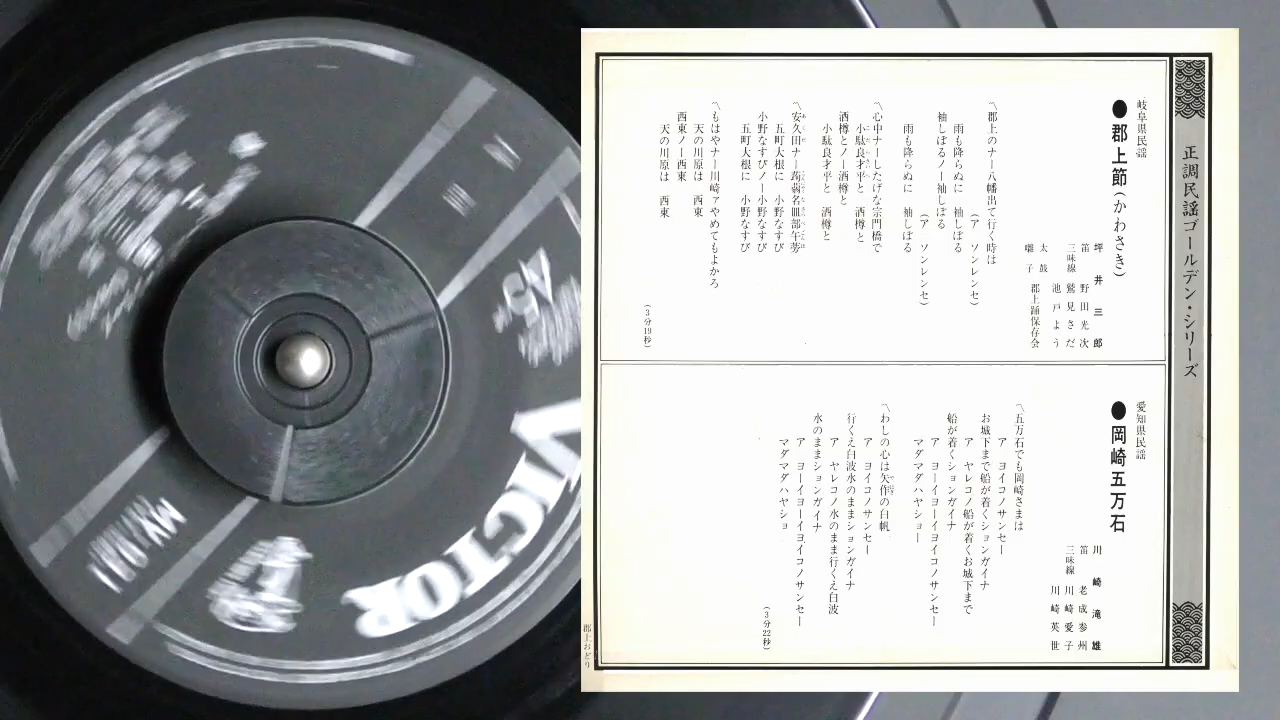 正調民謡ゴールデン・シリーズ
岐阜県民謡
●郡上節(かわさき)
坪井三郎
笛 野田光次
三味線 鷲見さだ
池戸よう
太鼓
囃子 郡上踊保存会
〽郡上のナー八幡出て行く時は
(ア ソンレンセ)
雨も降らぬに 袖しぼる
袖しぼるノー袖しぼる
(ア ソンレンセ)
雨も降らぬに 袖しぼる
〽心中ナーしたげな宗門橋で
小駄良才平と 酒樽と
酒樽とノー酒樽と
小駄良才平と 酒樽と
〽安久田ナー蒟蒻名皿部午蒡
五町大根に 小野なすび
小野なすびノー小野なすび
五町大根に 小野なすび
〽もはやナー川崎ァやめてもよかろ
天の川原は 西東
西東ノー西東
天の川原は 西東
(3分19秒)
愛知県民謡
●岡崎五万石
川崎滝雄
笛 老成参州
三味線 川崎愛子
川崎英世
〽五万石でも岡崎さまは
ア ヨイコノサンセー
お城下まで船が着くションガイナ
ア ヤレコノ船が着くお城下まで
船が着くションガイナ
ア ヨーイヨーイヨイコノサンセー
マダマダハヤショー
〽わしの心は矢作の白帆
ア ヨイコノサンセー
行くえ白波水のままションガイナ
ア ヤレコノ水のまま行くえ白波
水のままションガイナ
ア ヨーイヨーイヨイコノサンセー
マダマダハヤショ
(3分22秒)
郡上おどり
VICTOR